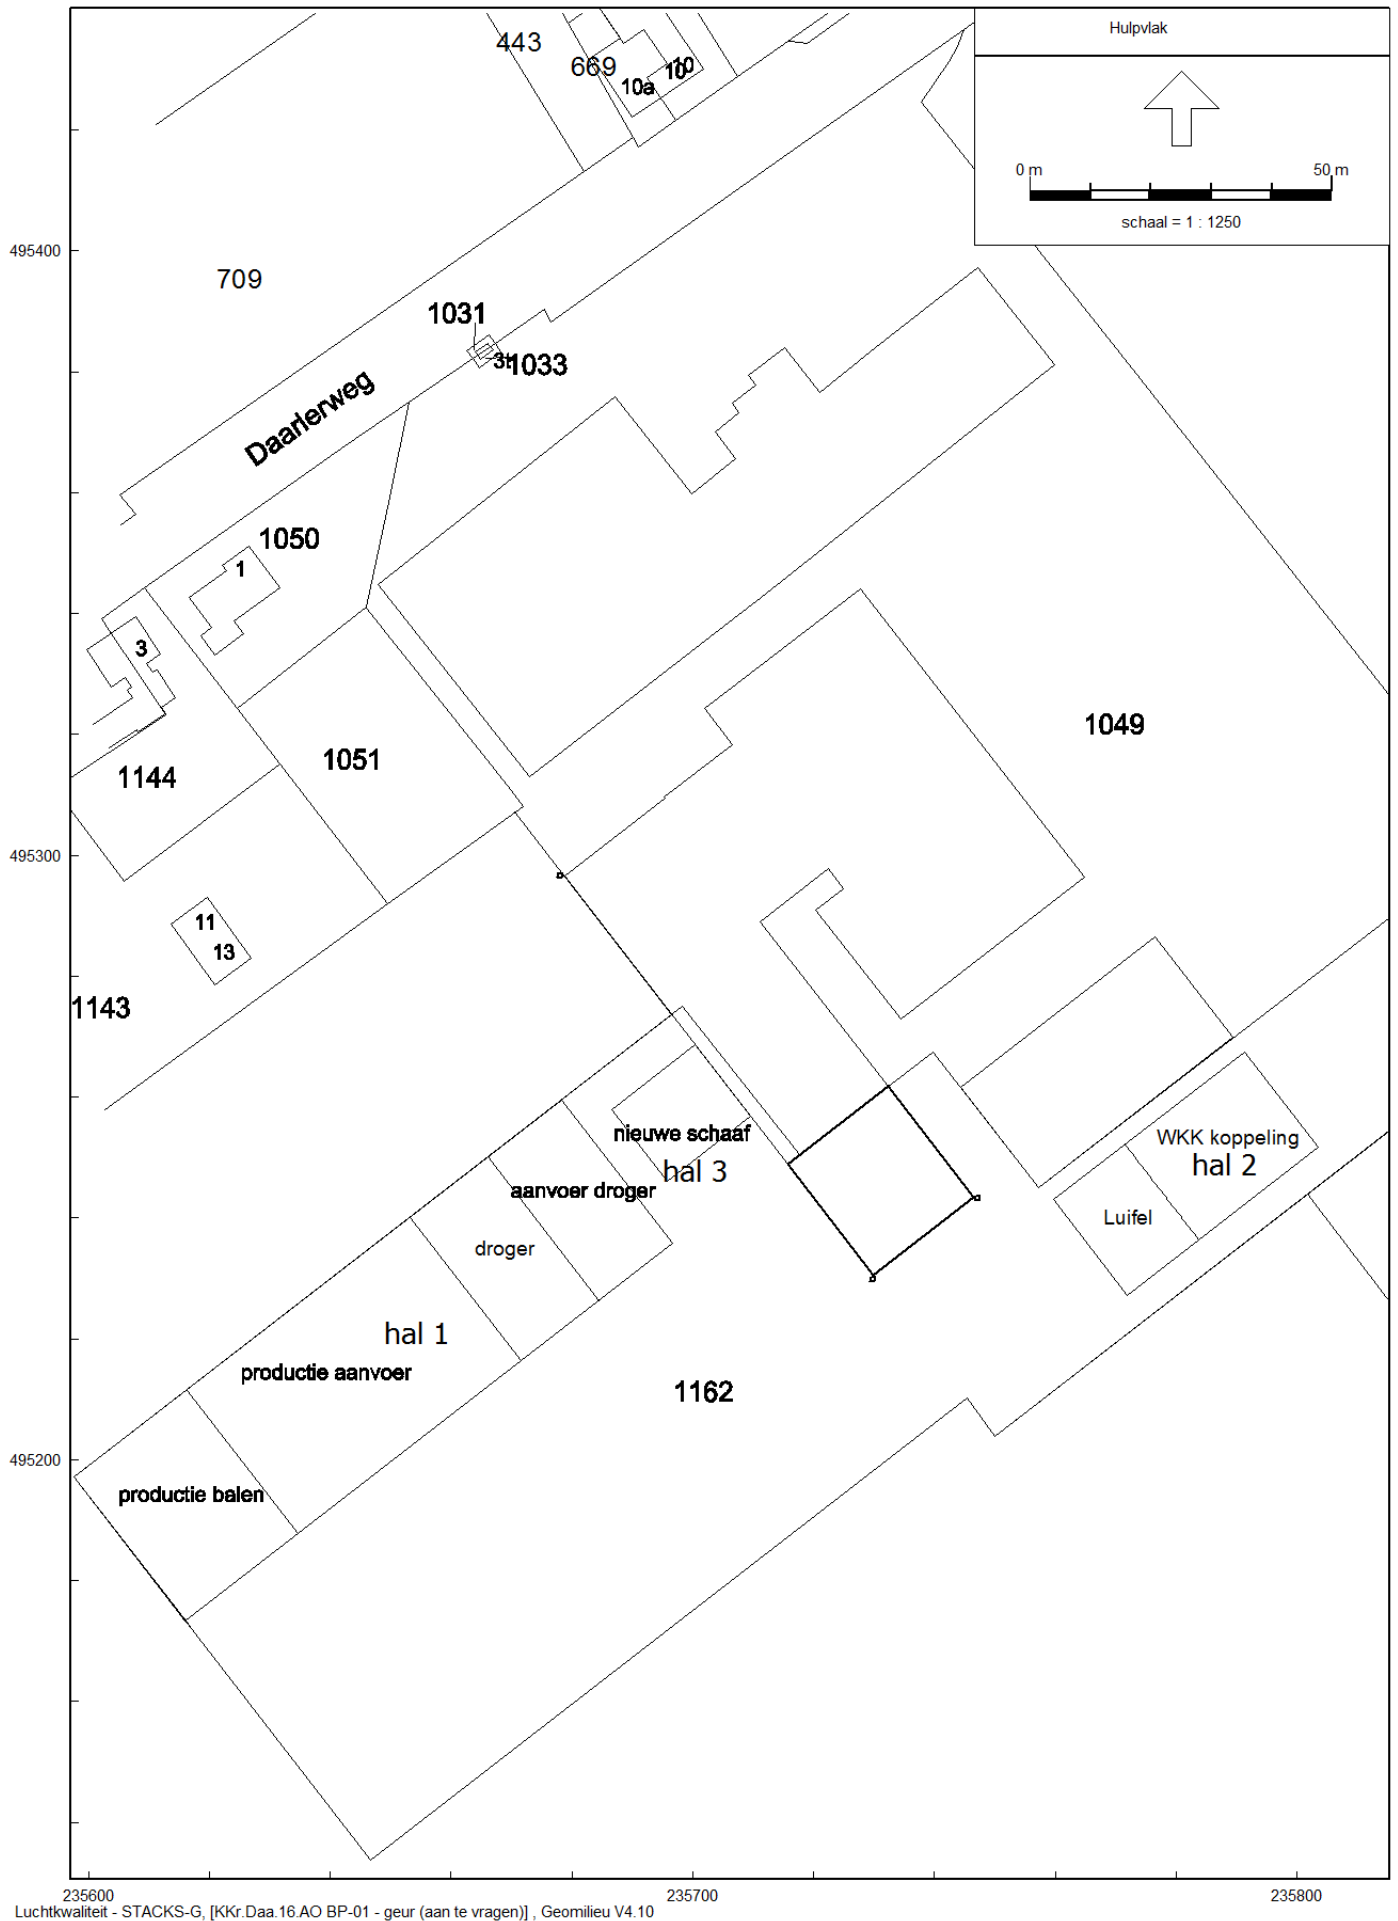 Hulpvlak
0 m 50 m
schaal = 1 : 1250
443
669
10
10
10a
495400
709
1031
3t
1033
Daarlerweg
1050
1
3
1049
1051
1144
495300
11
13
1143
nieuwe schaaf
WKK koppeling
hal 2
hal 3
aanvoer droger
Luifel
droger
hal 1
productie aanvoer
1162
495200
productie balen
235600 235700 235800
Luchtkwaliteit - STACKS-G, [KKr.Daa.16.AO BP-01 - geur (aan te vragen)] , Geomilieu V4.10